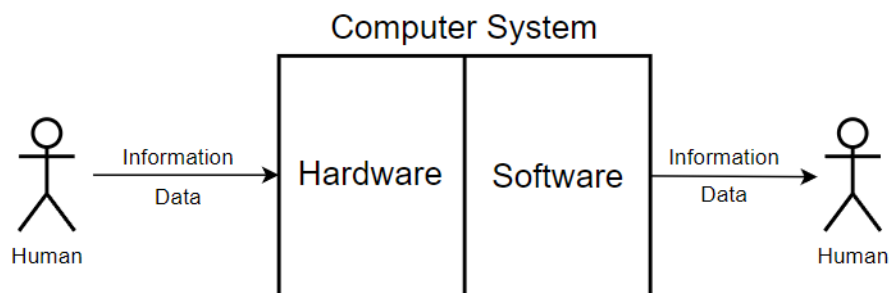 Computer System
Information
Data
Human
Hardware
Software
Information
Data
Human